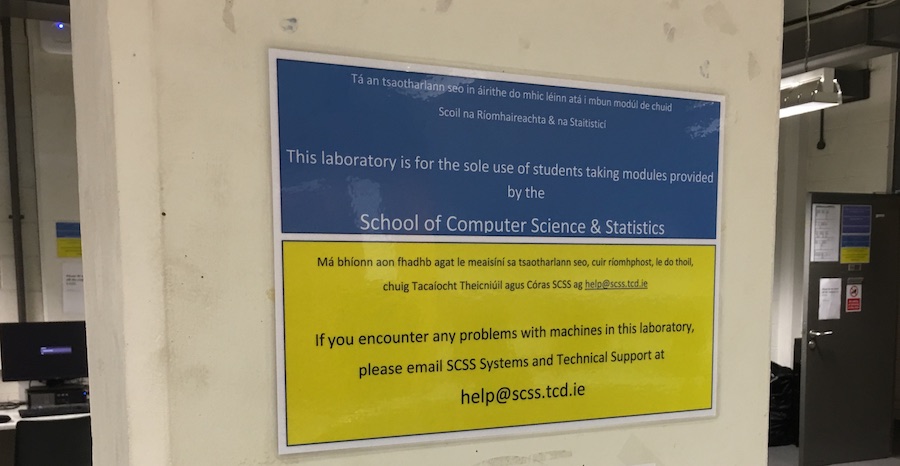 Tá an tsaotharlann seo in áirithe do mhic léinn atá i mbun modúl de chuid
Scoil na Ríomhaireachta & na Staitisticí
This laboratory is for the sole use of students taking modules provided
by the
School of Computer Science & Statistics
Má bhíonn aon fhadhb agat le meaisíní sa tsaotharlann seo, cuir ríomhphost, le do thoil,
chuig Tacaíocht Theicniúil agus Córas SCSS ag help@scss.tcd.ie
If you encounter any problems with machines in this laboratory,
please email SCSS Systems and Technical Support at
help@scss.tcd.ie